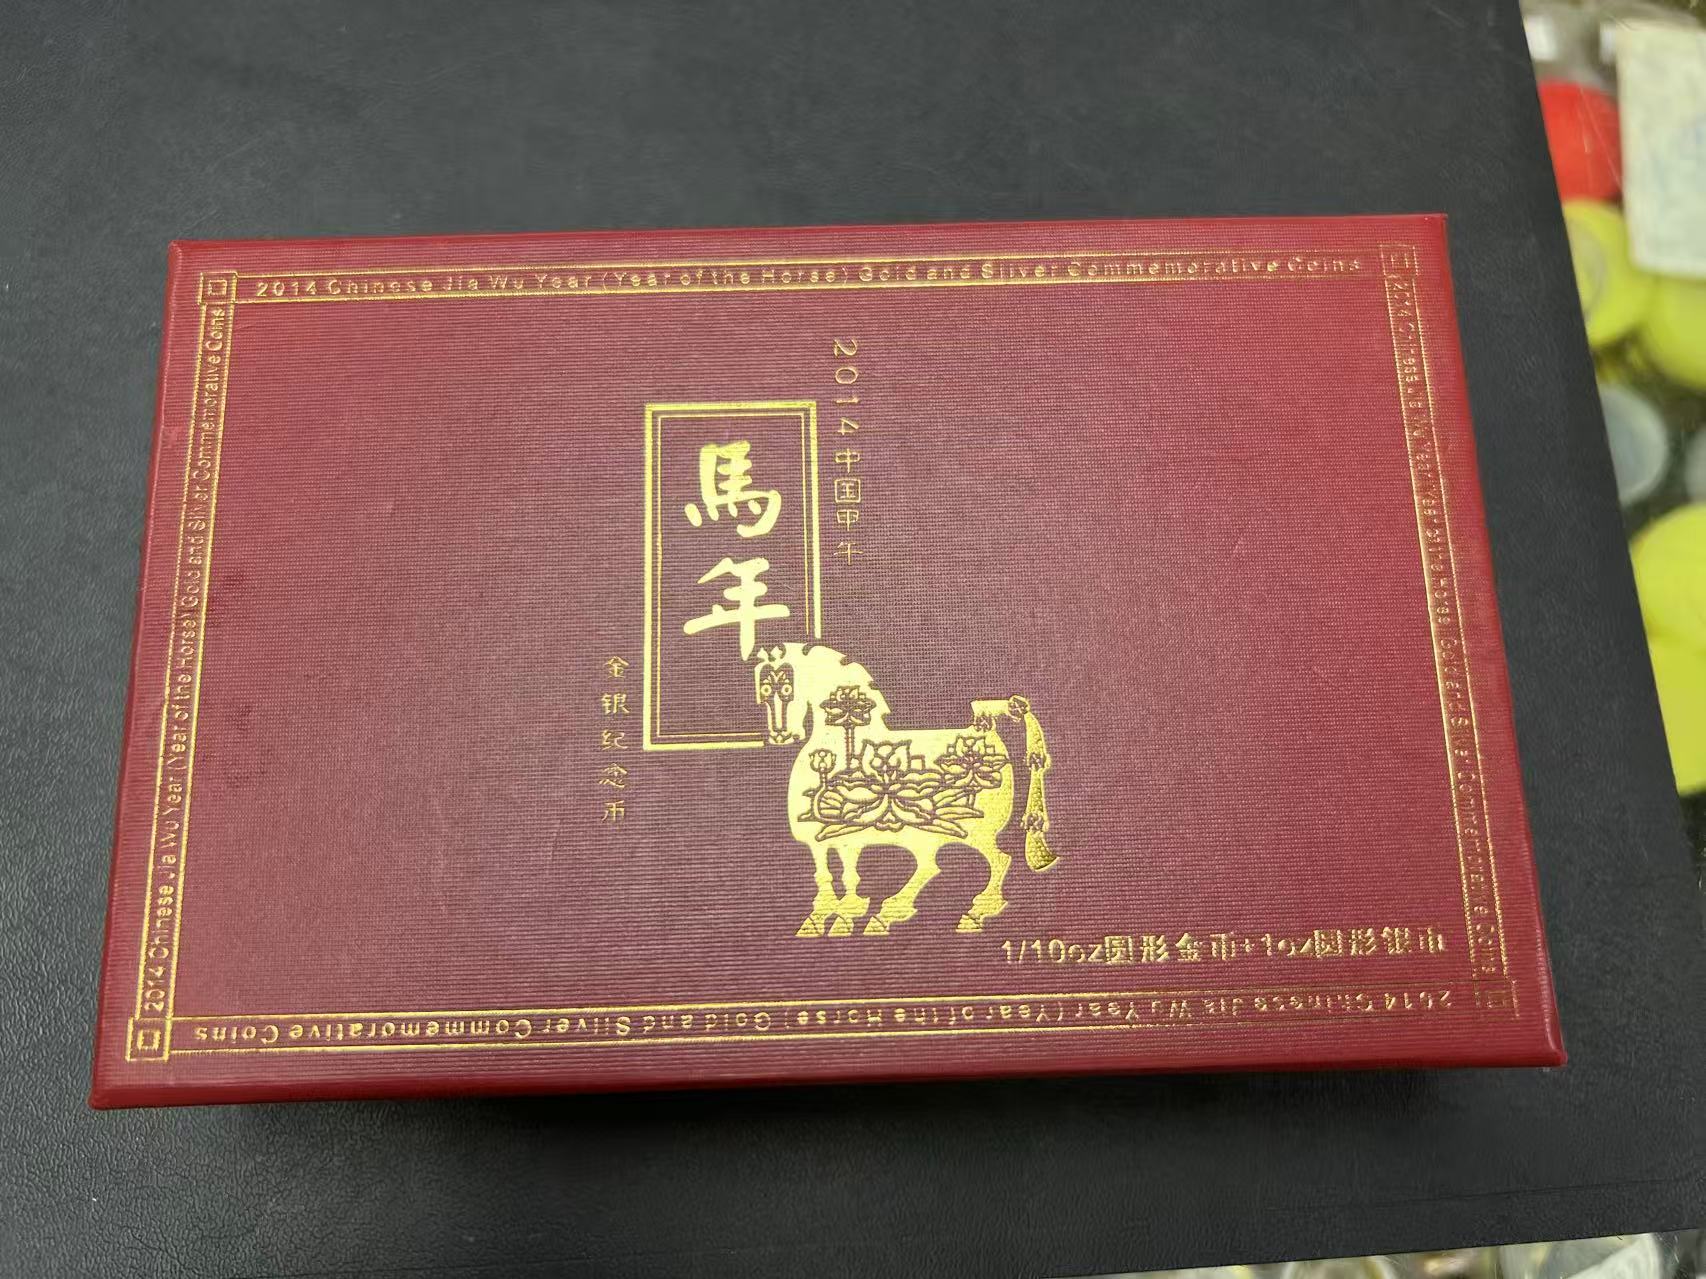 2014 Chinese Jia Wu Year (Year of the Horse) Gold and Sliver Commemorative Coins
2014中国甲午
馬年
金银纪念币
1/10oz圆形金币+1oz圆形银币
2014 Chinese Jia Wu Year (Year of the Horse) Gold and Sliver Commemorative Coins
2014 Chinese Jia Wu Year (Year of the Horse) Gold and Sliver Commemorative Coins
2014 Chinese Jia Wu Year (Year of the Horse) Gold and Sliver Commemorative Coins